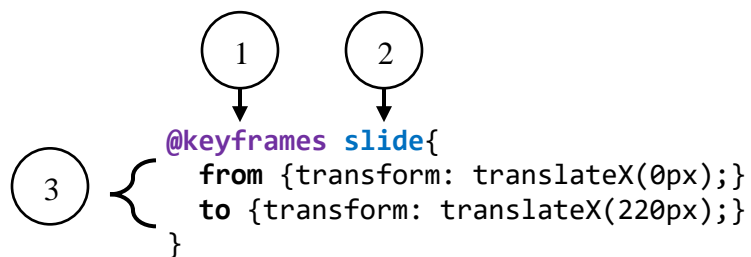 1 2
@keyframes slide{
from {transform: translateX(0px);}
3
to {transform: translateX(220px);}
}